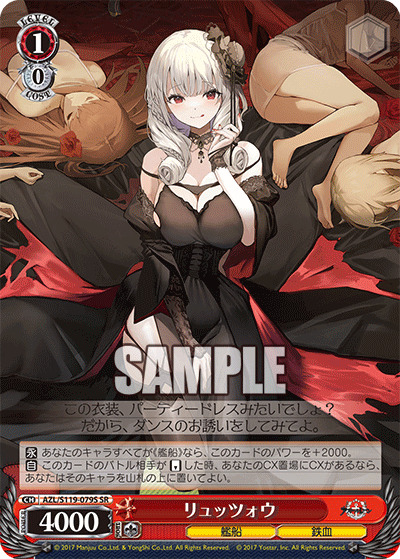 LEVEL
1
0
COST
SAMPLE
この衣装、パーティードレスみたいでしょ?
だから、ダンスのお誘いをしてみてよ。
永 あなたのキャラすべてが《艦船》なら、このカードのパワーを+2000。
自 このカードのバトル相手が した時、あなたのCX置場にCXがあるなら、
あなたはそのキャラを山札の上に置いてよい。
CH AZL/S119-079S SR
4000
リュッツォウ
艦船
鉄血
© 2017 Manjuu Co.,Ltd. & YongShi Co.,Ltd. All Rights Reserved. © 2017 Yostar, Inc. All Rights Reserved.